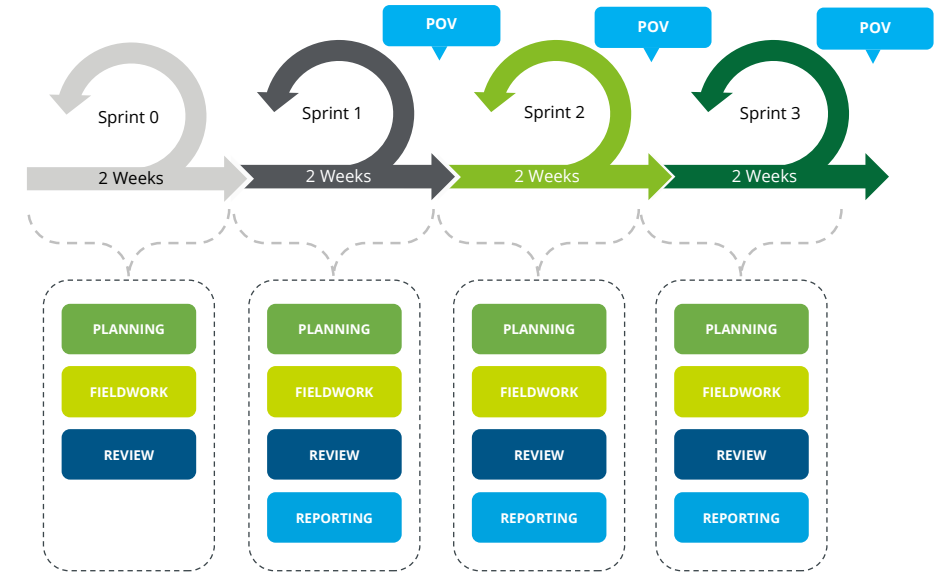 POV
POV
POV
Sprint 0
Sprint 1
Sprint 2
Sprint 3
2 Weeks
2 Weeks
2 Weeks
2 Weeks
PLANNING
FIELDWORK
REVIEW
PLANNING
FIELDWORK
REVIEW
REPORTING
PLANNING
FIELDWORK
REVIEW
REPORTING
PLANNING
FIELDWORK
REVIEW
REPORTING